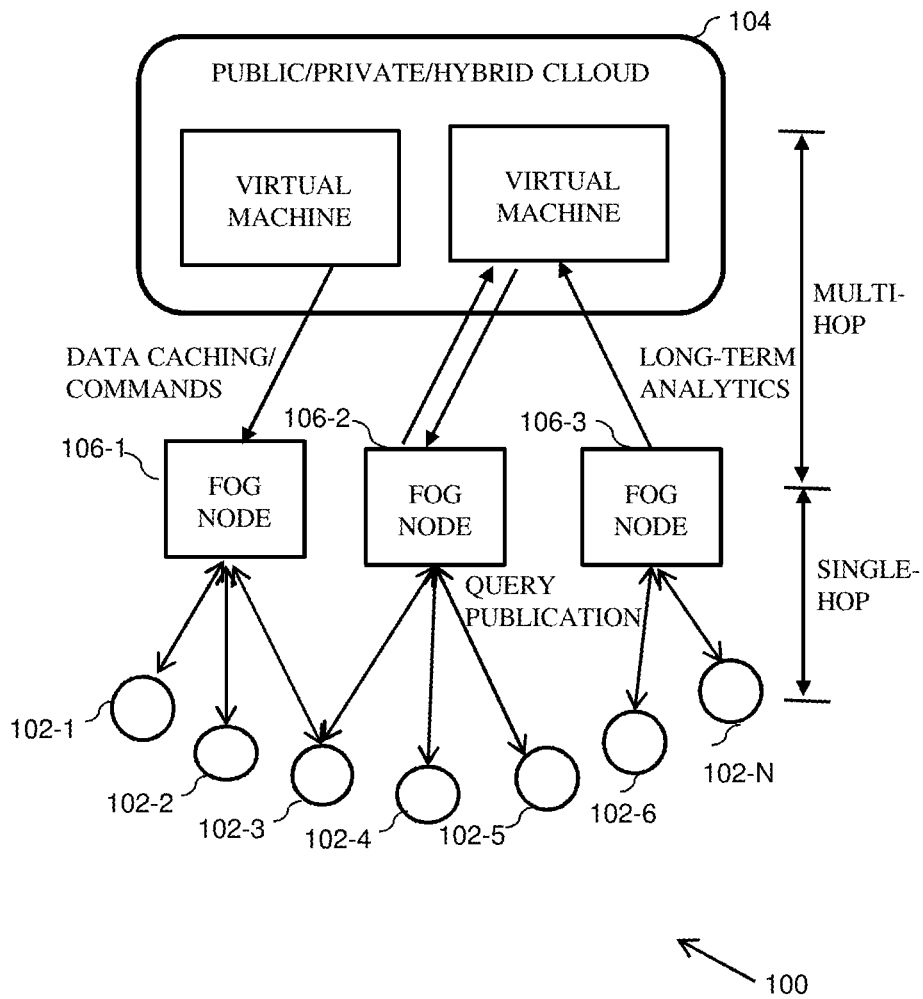 104
PUBLIC/PRIVATE/HYBRID CLLOUD
VIRTUAL
MACHINE
VIRTUAL
MACHINE
MULTI-
HOP
DATA CACHING/
COMMANDS
LONG-TERM
ANALYTICS
106-1
106-2
106-3
FOG
NODE
FOG
NODE
FOG
NODE
SINGLE-
HOP
QUERY
PUBLICATION
102-1
102-2
102-3
102-4
102-5
102-6
102-N
100